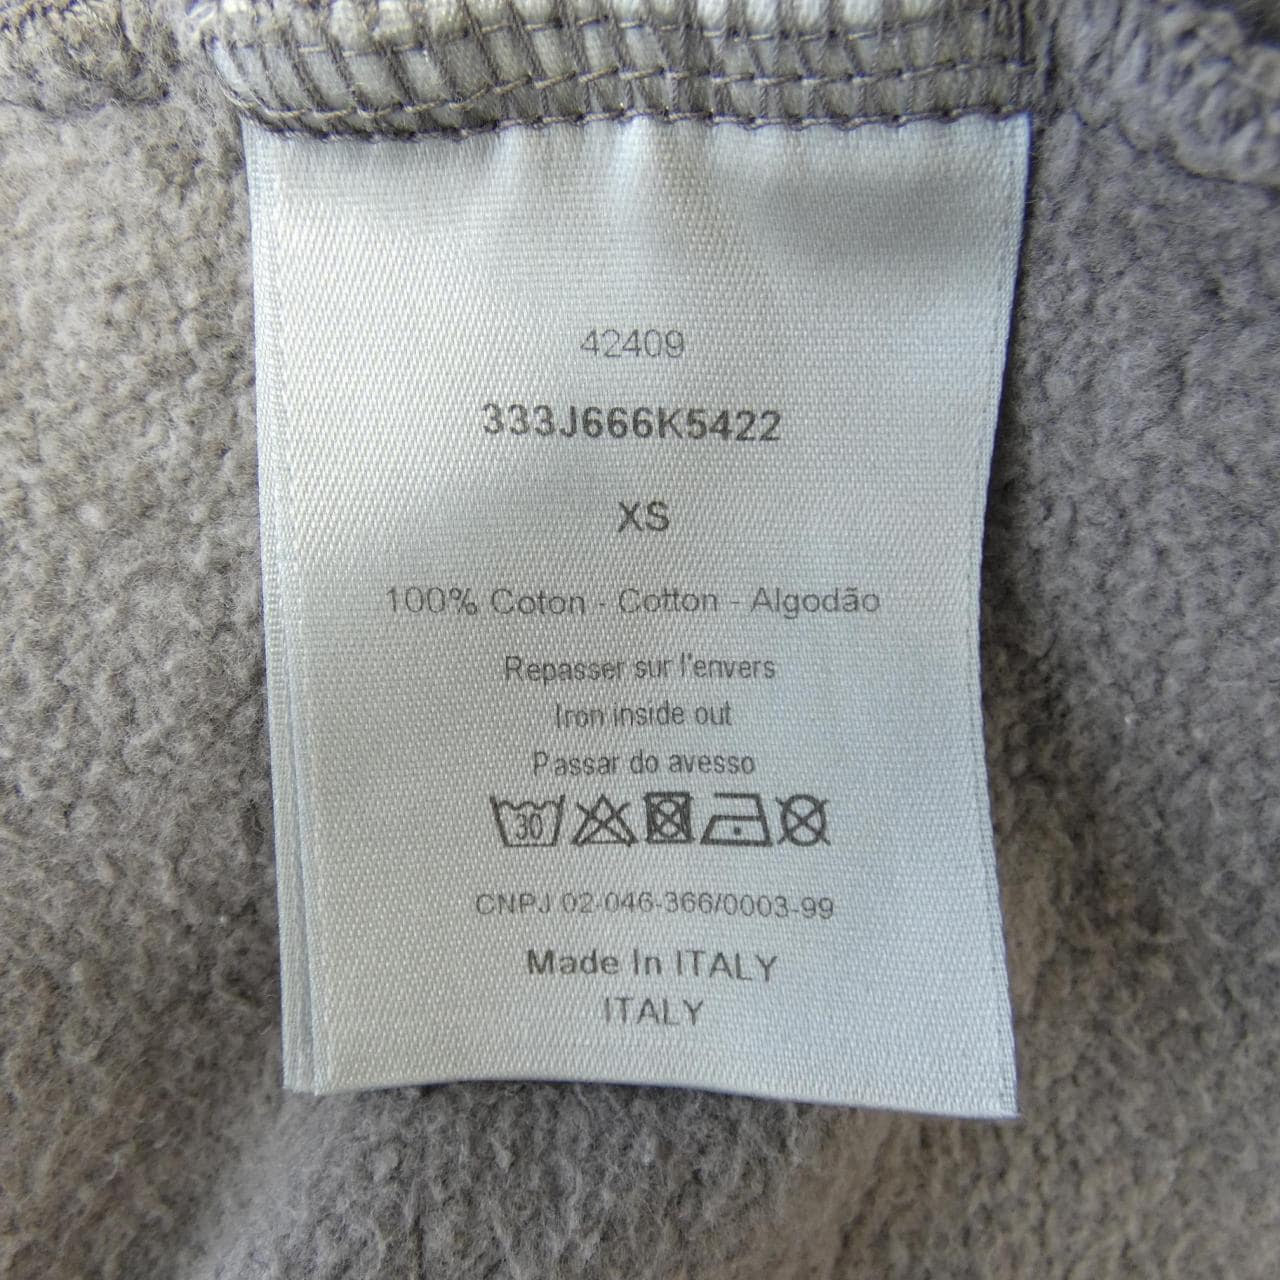 42409
333J666K5422
XS
100% Coton - Cotton - Algodão
Repasser sur l'envers
Iron inside out
Passar do avesso
30
CNPJ 02-046-366/0003-99
Made In ITALY
ITALY